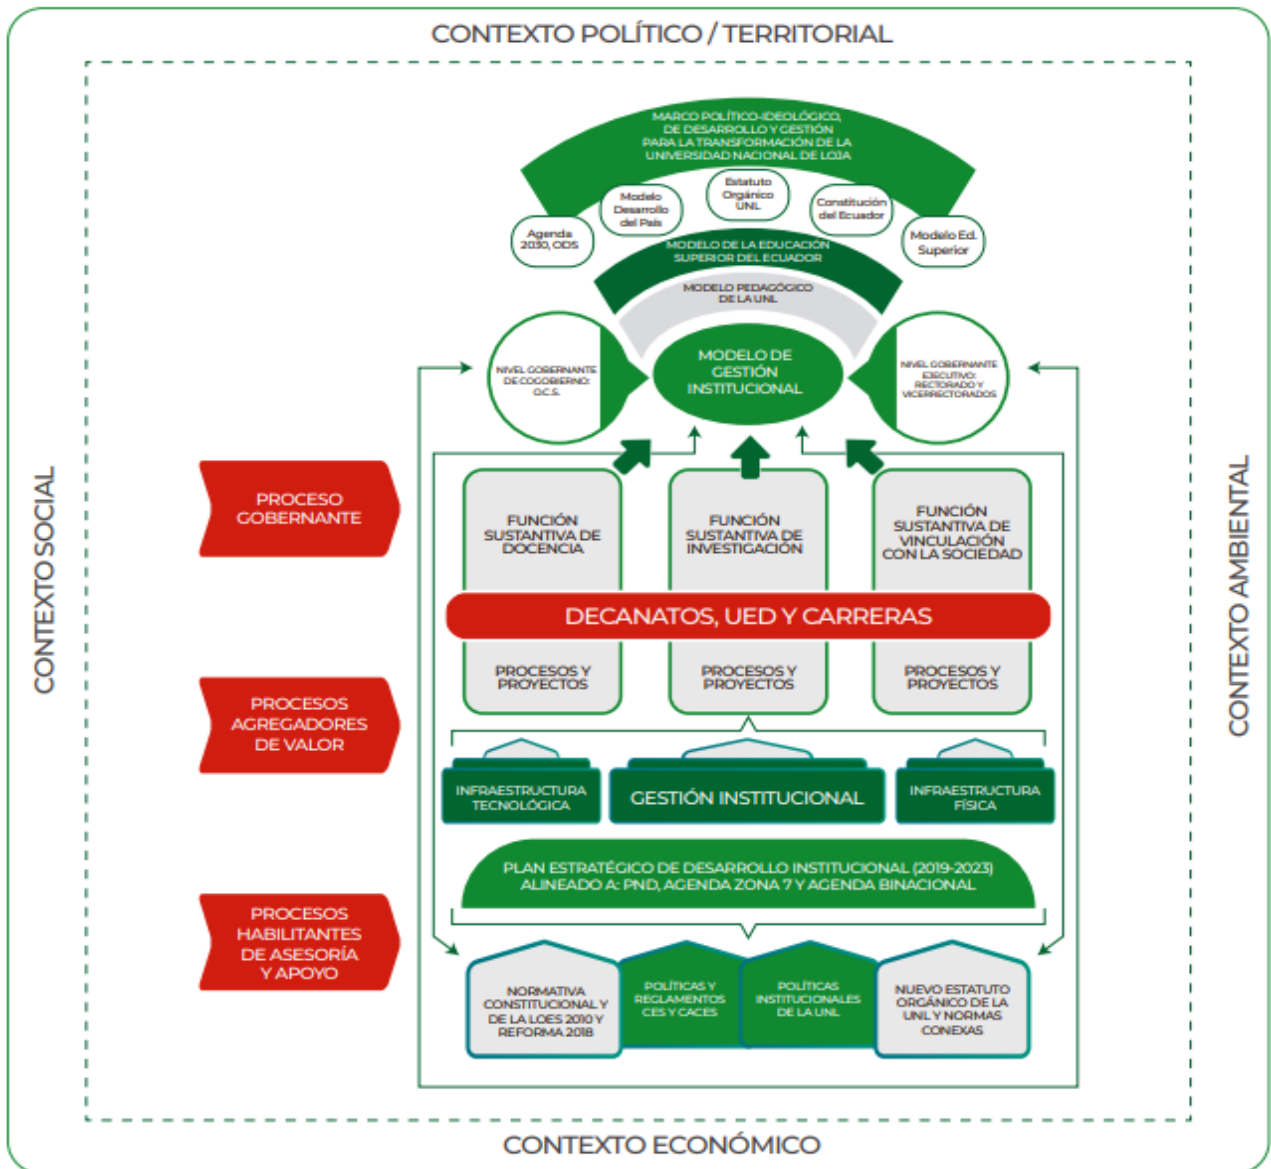 CONTEXTO POLÍTICO / TERRITORIAL
MARCO POLÍTICO-IDEOLÓGICO,
DE DESARROLLO Y GESTIÓN
PARA LA TRANSFORMACIÓN DE LA
UNIVERSIDAD NACIONAL DE LOJA
Agenda
2030, ODS
Modelo
Desarrollo
del País
Estatuto
Orgánico
UNL
Constitución
del Ecuador
Modelo Ed.
Superior
MODELO DE LA EDUCACIÓN
SUPERIOR DEL ECUADOR
MODELO PEDAGÓGICO
DE LA UNL
NIVEL GOBERNANTE
DE COGOBIERNO:
O.C.S.
MODELO DE
GESTIÓN
INSTITUCIONAL
NIVEL GOBERNANTE
EJECUTIVO:
RECTORADO Y
VICERRECTORADOS
CONTEXTO SOCIAL
CONTEXTO AMBIENTAL
PROCESO
GOBERNANTE
FUNCIÓN
SUSTANTIVA DE
DOCENCIA
FUNCIÓN
SUSTANTIVA DE
INVESTIGACIÓN
FUNCIÓN
SUSTANTIVA DE
VINCULACIÓN
CON LA SOCIEDAD
DECANATOS, UED Y CARRERAS
PROCESOS Y
PROYECTOS
PROCESOS Y
PROYECTOS
PROCESOS Y
PROYECTOS
PROCESOS
AGREGADORES
DE VALOR
INFRAESTRUCTURA
TECNOLÓGICA
GESTIÓN INSTITUCIONAL
INFRAESTRUCTURA
FÍSICA
PLAN ESTRATÉGICO DE DESARROLLO INSTITUCIONAL (2019-2023)
ALINEADO A: PND, AGENDA ZONA 7 Y AGENDA BINACIONAL
PROCESOS
HABILITANTES
DE ASESORÍA
Y APOYO
NORMATIVA
CONSTITUCIONAL Y
DE LA LOES 2010 Y
REFORMA 2018
POLÍTICAS Y
REGLAMENTOS
CES Y CACES
POLÍTICAS
INSTITUCIONALES
DE LA UNL
NUEVO ESTATUTO
ORGÁNICO DE LA
UNL Y NORMAS
CONEXAS
CONTEXTO ECONÓMICO